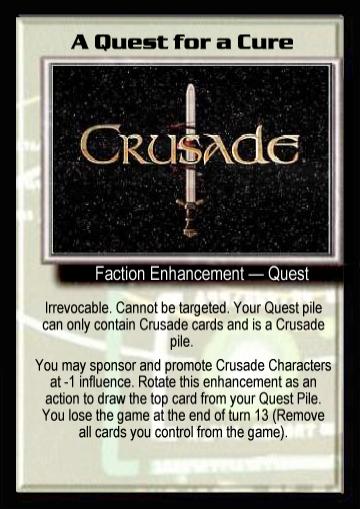 A Quest for a Cure
CRUSADE
Faction Enhancement — Quest
Irrevocable. Cannot be targeted. Your Quest pile
can only contain Crusade cards and is a Crusade
pile.
You may sponsor and promote Crusade Characters
at -1 influence. Rotate this enhancement as an
action to draw the top card from your Quest Pile.
You lose the game at the end of turn 13 (Remove
all cards you control from the game).